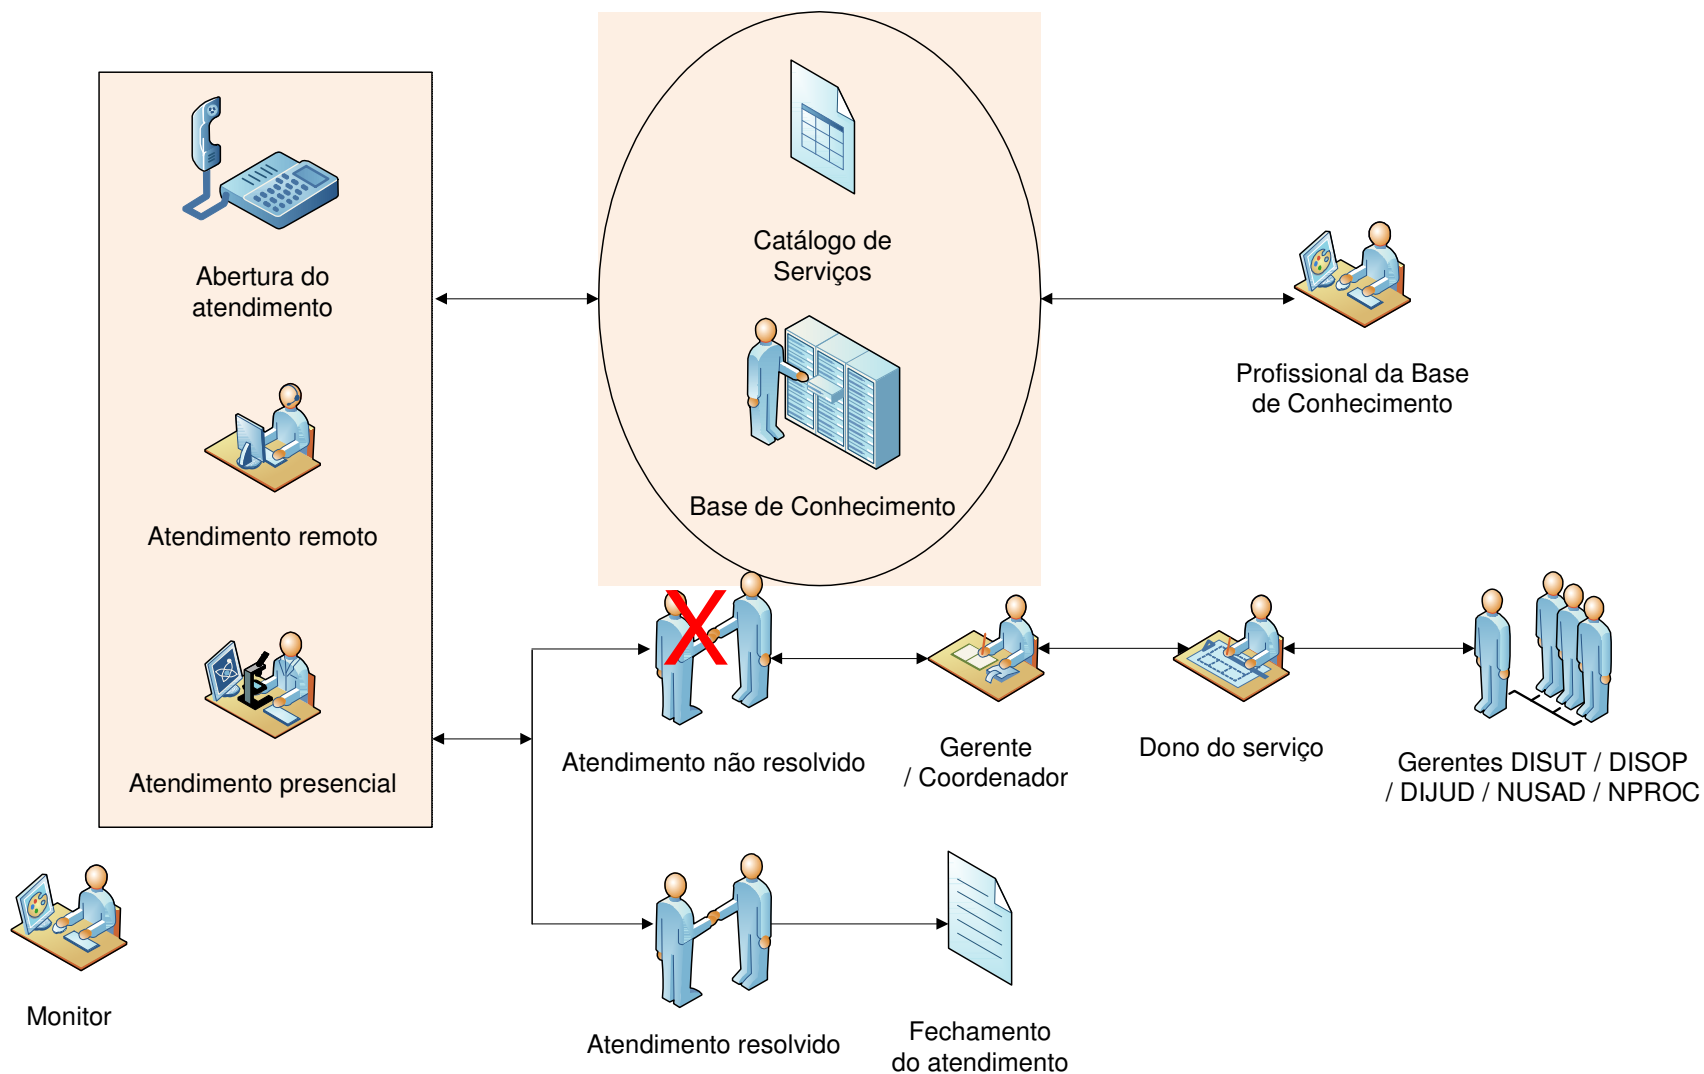 Abertura do
atendimento
Atendimento remoto
Atendimento presencial
Catálogo de
Serviços
Base de Conhecimento
Profissional da Base
de Conhecimento
X
Atendimento não resolvido
Gerente
/ Coordenador
Dono do serviço
Gerentes DISUT / DISOP
/ DIJUD / NUSAD / NPROC
Monitor
Atendimento resolvido
Fechamento
do atendimento